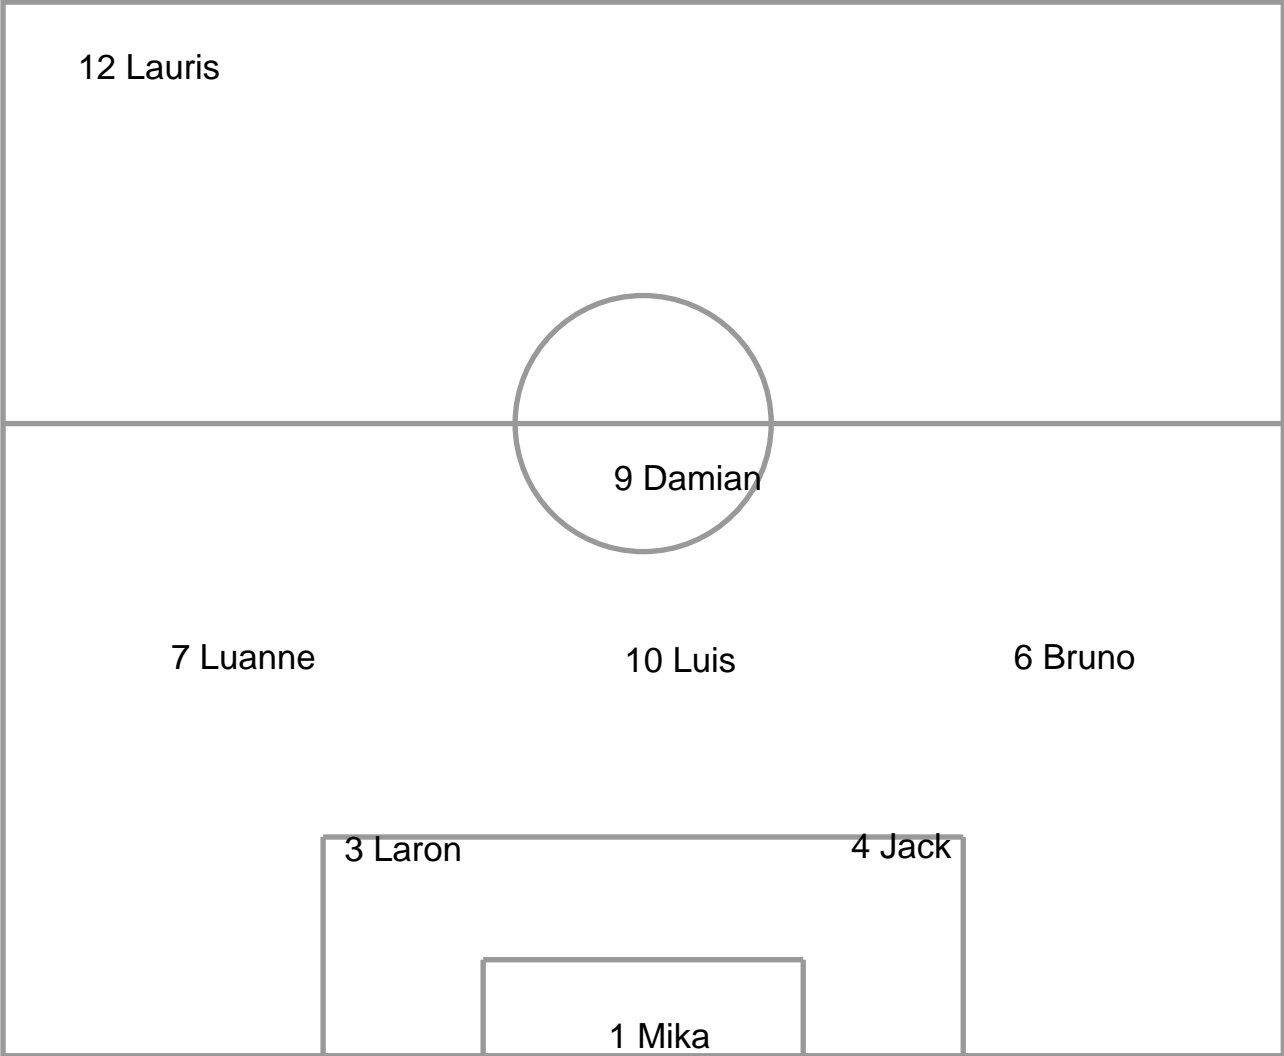 12 Lauris
9 Damian
7 Luanne
10 Luis
6 Bruno
3 Laron
4 Jack
1 Mika